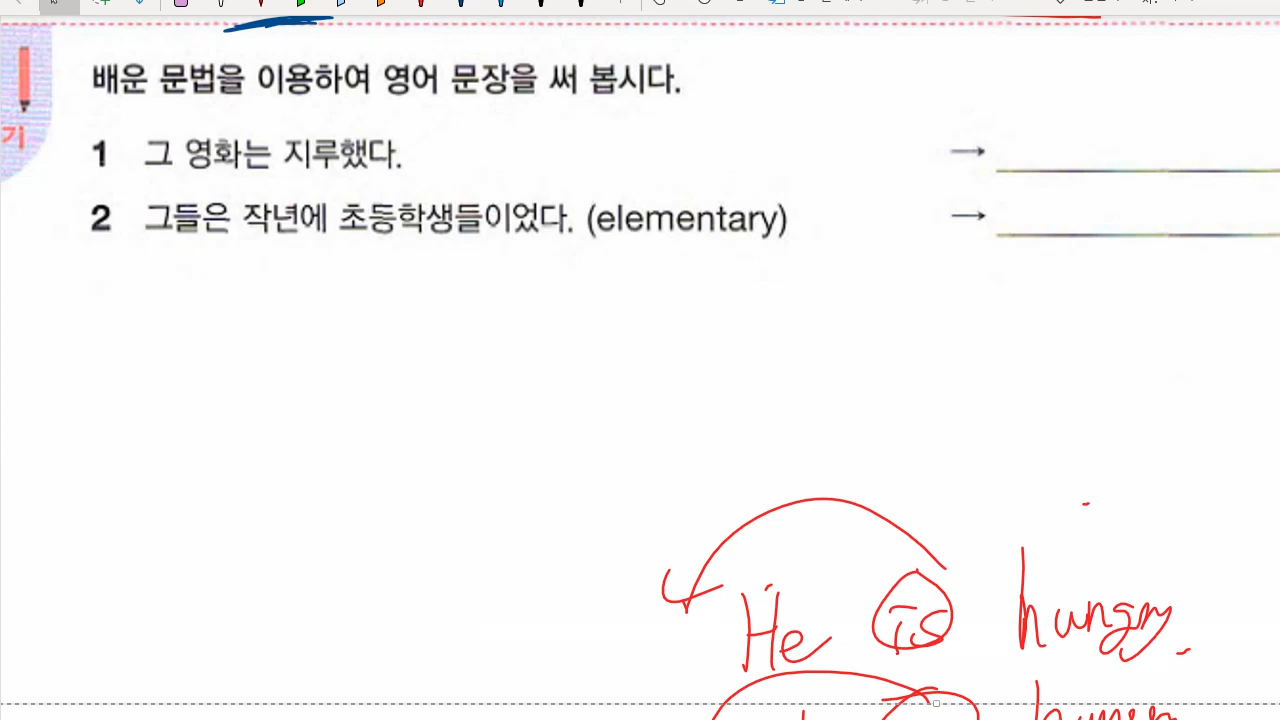 배운 문법을 이용하여 영어 문장을 써 봅시다.
기
1 그 영화는 지루했다. →
2 그들은 작년에 초등학생들이었다. (elementary) →
He is hungry.